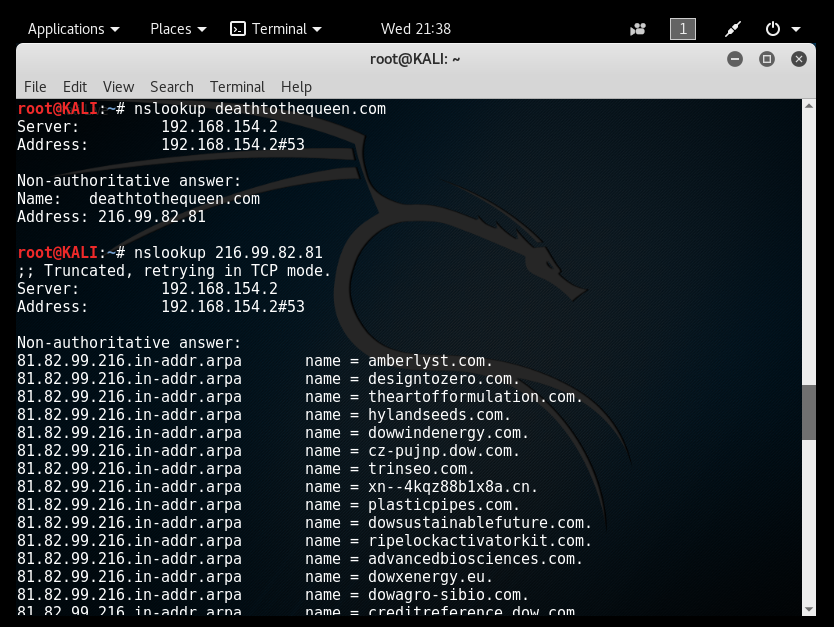 Applications Places Terminal Wed 21:38 1
root@KALI: ~
File Edit View Search Terminal Help
root@KALI:~# nslookup deathtothequeen.com
Server: 192.168.154.2
Address: 192.168.154.2#53
Non-authoritative answer:
Name: deathtothequeen.com
Address: 216.99.82.81
root@KALI:~# nslookup 216.99.82.81
;; Truncated, retrying in TCP mode.
Server: 192.168.154.2
Address: 192.168.154.2#53
Non-authoritative answer:
81.82.99.216.in-addr.arpa name = amberlyst.com.
81.82.99.216.in-addr.arpa name = designtozero.com.
81.82.99.216.in-addr.arpa name = theartofformulation.com.
81.82.99.216.in-addr.arpa name = hylandseeds.com.
81.82.99.216.in-addr.arpa name = dowwindenergy.com.
81.82.99.216.in-addr.arpa name = cz-pujnp.dow.com.
81.82.99.216.in-addr.arpa name = trinseo.com.
81.82.99.216.in-addr.arpa name = xn--4kqz88b1x8a.cn.
81.82.99.216.in-addr.arpa name = plasticpipes.com.
81.82.99.216.in-addr.arpa name = dowsustainablefuture.com.
81.82.99.216.in-addr.arpa name = ripelockactivatorkit.com.
81.82.99.216.in-addr.arpa name = advancedbiosciences.com.
81.82.99.216.in-addr.arpa name = dowxenergy.eu.
81.82.99.216.in-addr.arpa name = dowagro-sibio.com.
81.82.99.216.in-addr.arpa name = creditreference.dow.com.